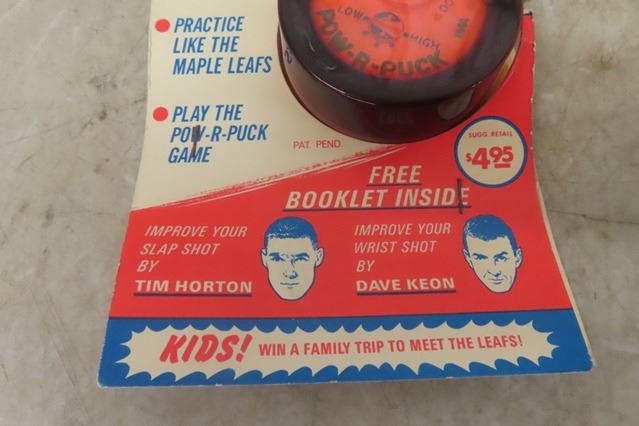 LOW
HIGH
POW-R-PUCK
PRACTICE
LIKE THE
MAPLE LEAFS
PLAY THE
POW-R-PUCK
GAME
PAT. PEND.
SUGG. RETAIL
$4.95
FREE
BOOKLET INSIDE
IMPROVE YOUR
SLAP SHOT
BY
TIM HORTON
IMPROVE YOUR
WRIST SHOT
BY
DAVE KEON
KIDS! WIN A FAMILY TRIP TO MEET THE LEAFS!